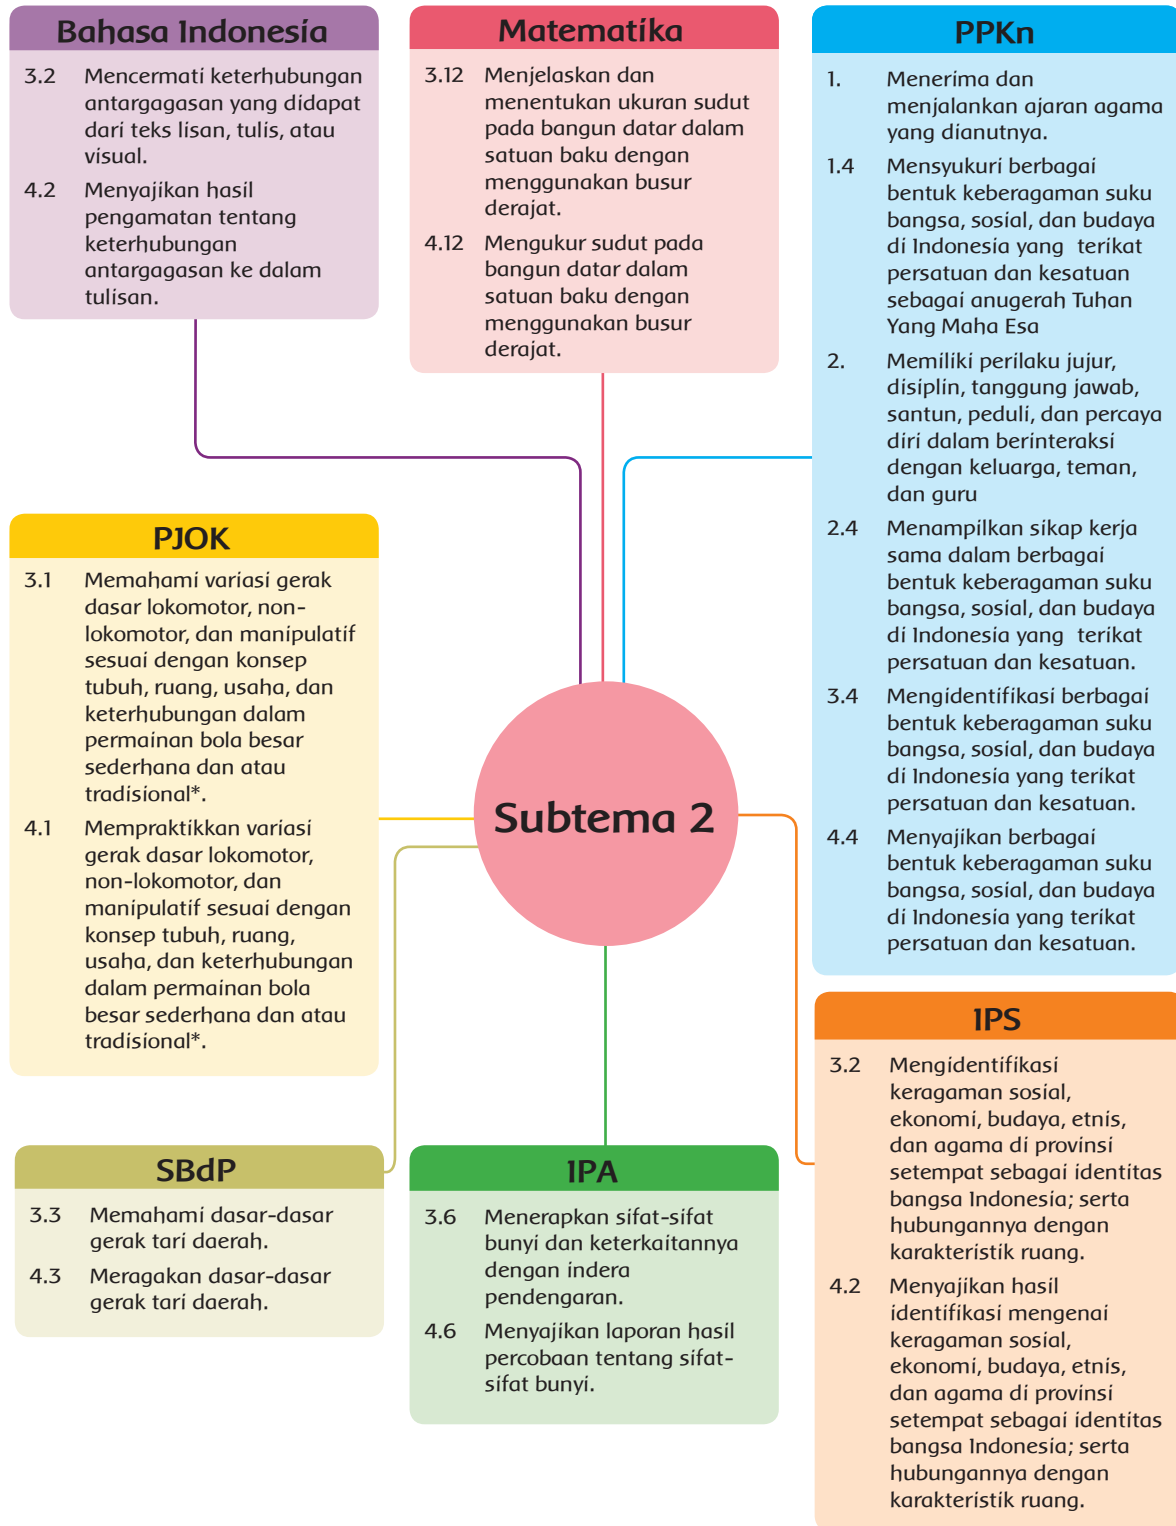 Bahasa Indonesia
3.2 Mencermati keterhubungan
antargagasan yang didapat
dari teks lisan, tulis, atau
visual.
4.2 Menyajikan hasil
pengamatan tentang
keterhubungan
antargagasan ke dalam
tulisan.
Matematika
3.12 Menjelaskan dan
menentukan ukuran sudut
pada bangun datar dalam
satuan baku dengan
menggunakan busur
derajat.
4.12 Mengukur sudut pada
bangun datar dalam
satuan baku dengan
menggunakan busur
derajat.
PPKn
1. Menerima dan
menjalankan ajaran agama
yang dianutnya.
1.4 Mensyukuri berbagai
bentuk keberagaman suku
bangsa, sosial, dan budaya
di Indonesia yang terikat
persatuan dan kesatuan
sebagai anugerah Tuhan
Yang Maha Esa
2. Memiliki perilaku jujur,
disiplin, tanggung jawab,
santun, peduli, dan percaya
diri dalam berinteraksi
dengan keluarga, teman,
dan guru
2.4 Menampilkan sikap kerja
sama dalam berbagai
bentuk keberagaman suku
bangsa, sosial, dan budaya
di Indonesia yang terikat
persatuan dan kesatuan.
3.4 Mengidentifikasi berbagai
bentuk keberagaman suku
bangsa, sosial, dan budaya
di Indonesia yang terikat
persatuan dan kesatuan.
4.4 Menyajikan berbagai
bentuk keberagaman suku
bangsa, sosial, dan budaya
di Indonesia yang terikat
persatuan dan kesatuan.
PJOK
3.1 Memahami variasi gerak
dasar lokomotor, non-
lokomotor, dan manipulatif
sesuai dengan konsep
tubuh, ruang, usaha, dan
keterhubungan dalam
permainan bola besar
sederhana dan atau
tradisional*.
4.1 Mempraktikkan variasi
gerak dasar lokomotor,
non-lokomotor, dan
manipulatif sesuai dengan
konsep tubuh, ruang,
usaha, dan keterhubungan
dalam permainan bola
besar sederhana dan atau
tradisional*.
Subtema 2
SBdP
3.3 Memahami dasar-dasar
gerak tari daerah.
4.3 Meragakan dasar-dasar
gerak tari daerah.
IPA
3.6 Menerapkan sifat-sifat
bunyi dan keterkaitannya
dengan indera
pendengaran.
4.6 Menyajikan laporan hasil
percobaan tentang sifat-
sifat bunyi.
IPS
3.2 Mengidentifikasi
keragaman sosial,
ekonomi, budaya, etnis,
dan agama di provinsi
setempat sebagai identitas
bangsa Indonesia; serta
hubungannya dengan
karakteristik ruang.
4.2 Menyajikan hasil
identifikasi mengenai
keragaman sosial,
ekonomi, budaya, etnis,
dan agama di provinsi
setempat sebagai identitas
bangsa Indonesia; serta
hubungannya dengan
karakteristik ruang.